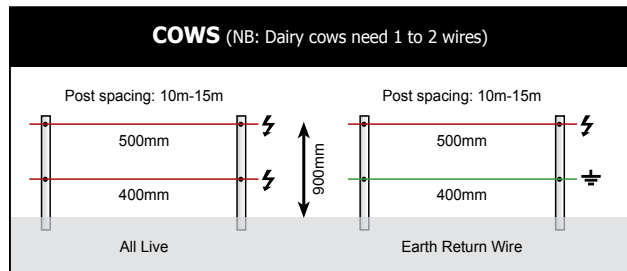 COWS (NB: Dairy cows need 1 to 2 wires)
Post spacing: 10m-15m
500mm
400mm
All Live
900mm
Post spacing: 10m-15m
500mm
400mm
Earth Return Wire